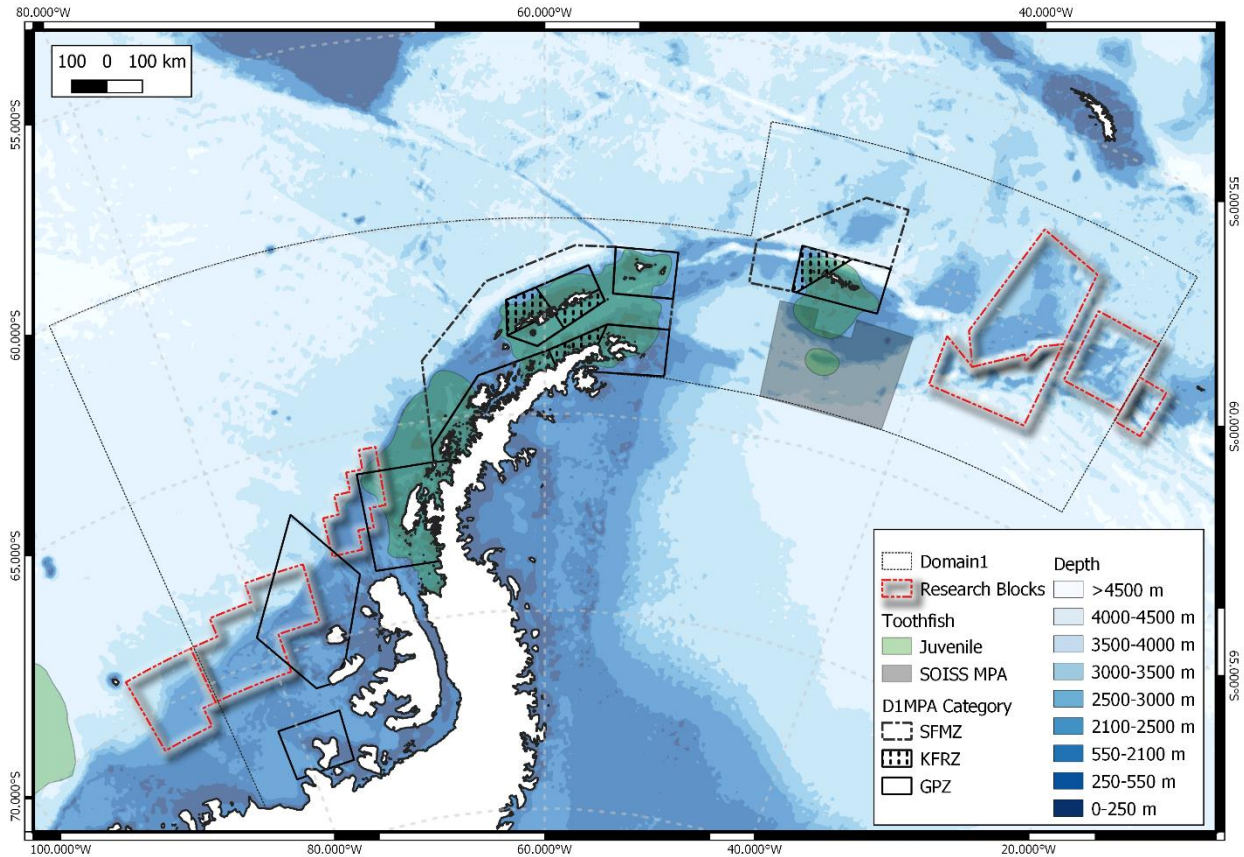 80.000°W 60.000°W 40.000°W
100 0 100 km
55.000°S
55.000°S
60.000°S
60.000°S
65.000°S
65.000°S
70.000°S
Domain1
Research Blocks
Toothfish
Juvenile
SOISS MPA
D1MPA Category
SFMZ
KFRZ
GPZ
Depth
>4500 m
4000-4500 m
3500-4000 m
3000-3500 m
2500-3000 m
2100-2500 m
550-2100 m
250-550 m
0-250 m
100.000°W 80.000°W 60.000°W 40.000°W 20.000°W